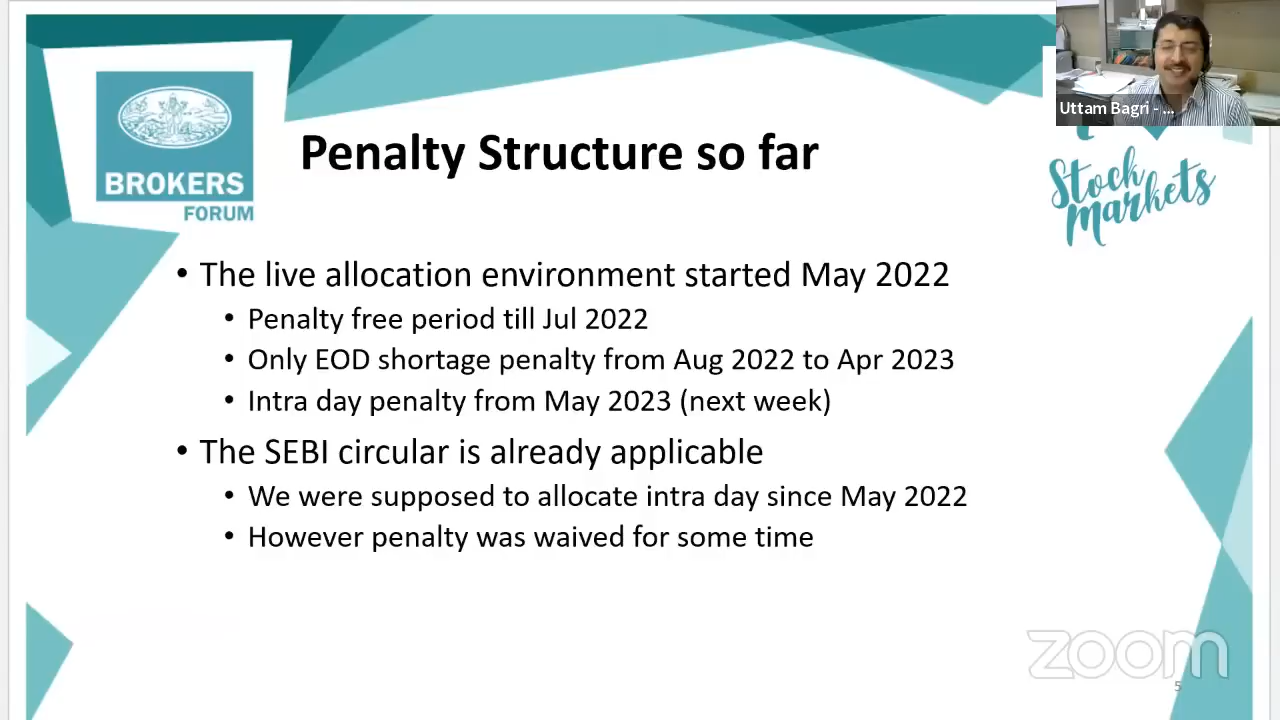 Uttam Bagri - ...
BROKERS
FORUM
Penalty Structure so far
Stock
Markets
• The live allocation environment started May 2022
• Penalty free period till Jul 2022
• Only EOD shortage penalty from Aug 2022 to Apr 2023
• Intra day penalty from May 2023 (next week)
• The SEBI circular is already applicable
• We were supposed to allocate intra day since May 2022
• However penalty was waived for some time
zoom
5